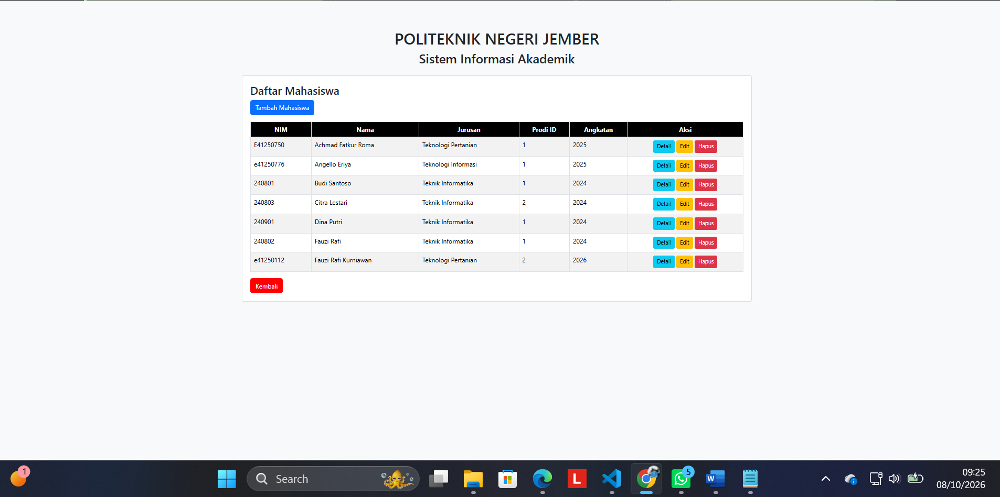 POLITEKNIK NEGERI JEMBER
Sistem Informasi Akademik
Daftar Mahasiswa
Tambah Mahasiswa
NIM Nama Jurusan Prodi ID Angkatan Aksi
E41250750 Achmad Fatkur Roma Teknologi Pertanian 1 2025 Detail Edit Hapus
e41250776 Angello Eriya Teknologi Informasi 1 2025 Detail Edit Hapus
240801 Budi Santoso Teknik Informatika 1 2024 Detail Edit Hapus
240803 Citra Lestari Teknik Informatika 2 2024 Detail Edit Hapus
240901 Dina Putri Teknik Informatika 1 2024 Detail Edit Hapus
240802 Fauzi Rafi Teknik Informatika 1 2024 Detail Edit Hapus
e41250112 Fauzi Rafi Kurniawan Teknologi Pertanian 2 2026 Detail Edit Hapus
Kembali
1 Search L 5 W 09:25
08/10/2026